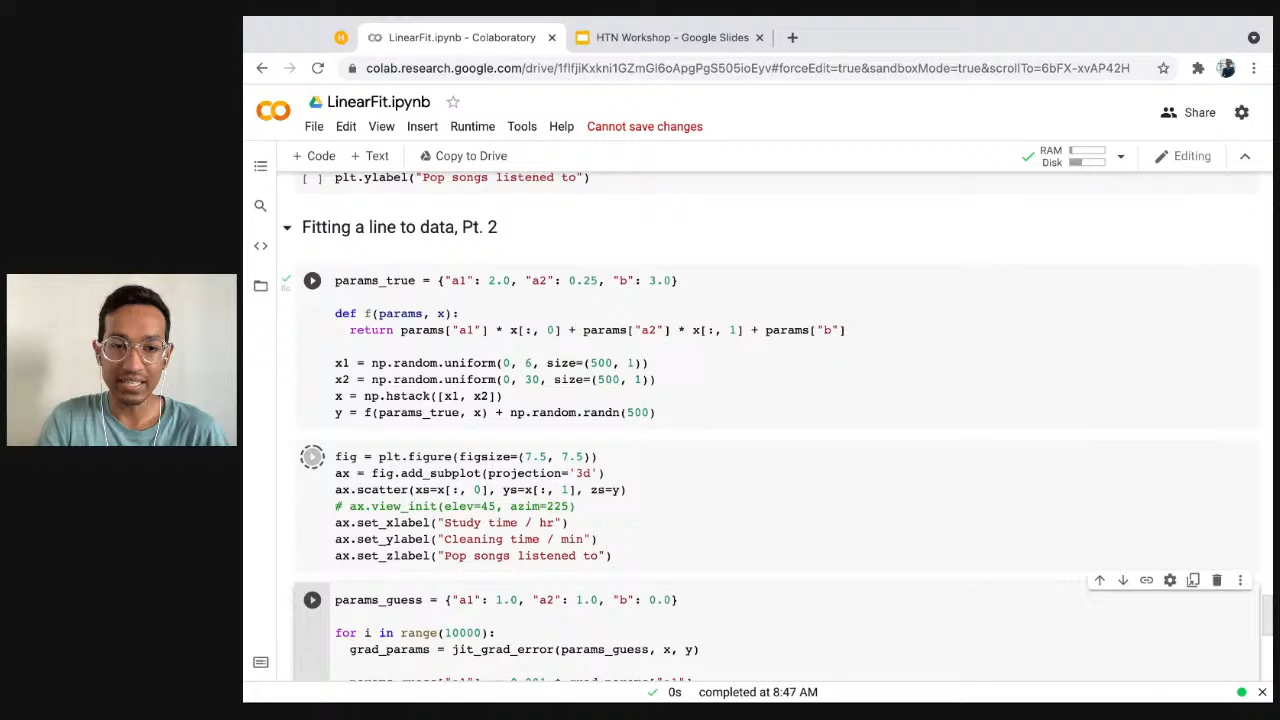 LinearFit.ipynb - Colaboratory
HTN Workshop - Google Slides
colab.research.google.com/drive/1flfjiKxkni1GZmGl6oApgPgS505ioEyv#forceEdit=true&sandboxMode=true&scrollTo=6bFX-xvAP42H
LinearFit.ipynb
Share
File Edit View Insert Runtime Tools Help Cannot save changes
+ Code + Text Copy to Drive
RAM
Disk
Editing
[ ] plt.ylabel("Pop songs listened to")
Fitting a line to data, Pt. 2
0s
params_true = {"a1": 2.0, "a2": 0.25, "b": 3.0}
def f(params, x):
return params["a1"] * x[:, 0] + params["a2"] * x[:, 1] + params["b"]
x1 = np.random.uniform(0, 6, size=(500, 1))
x2 = np.random.uniform(0, 30, size=(500, 1))
x = np.hstack([x1, x2])
y = f(params_true, x) + np.random.randn(500)
fig = plt.figure(figsize=(7.5, 7.5))
ax = fig.add_subplot(projection='3d')
ax.scatter(xs=x[:, 0], ys=x[:, 1], zs=y)
# ax.view_init(elev=45, azim=225)
ax.set_xlabel("Study time / hr")
ax.set_ylabel("Cleaning time / min")
ax.set_zlabel("Pop songs listened to")
params_guess = {"a1": 1.0, "a2": 1.0, "b": 0.0}
for i in range(10000):
grad_params = jit_grad_error(params_guess, x, y)
0s completed at 8:47 AM